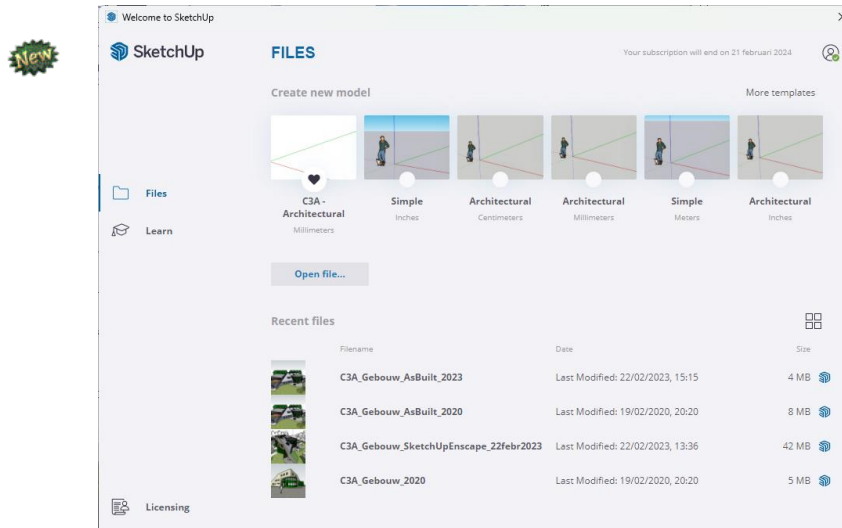 Welcome to SketchUp
New
SketchUp
FILES
Your subscription will end on 21 februari 2024
Create new model
More templates
C3A -
Architectural
Millimeters
Simple
Inches
Architectural
Centimeters
Architectural
Millimeters
Simple
Meters
Architectural
Inches
Files
Learn
Open file...
Recent files
Filename Date Size
C3A_Gebouw_AsBuilt_2023 Last Modified: 22/02/2023, 15:15 4 MB
C3A_Gebouw_AsBuilt_2020 Last Modified: 19/02/2020, 20:20 8 MB
C3A_Gebouw_SketchUpEnscape_22febr2023 Last Modified: 22/02/2023, 13:36 42 MB
C3A_Gebouw_2020 Last Modified: 19/02/2020, 20:20 5 MB
Licensing